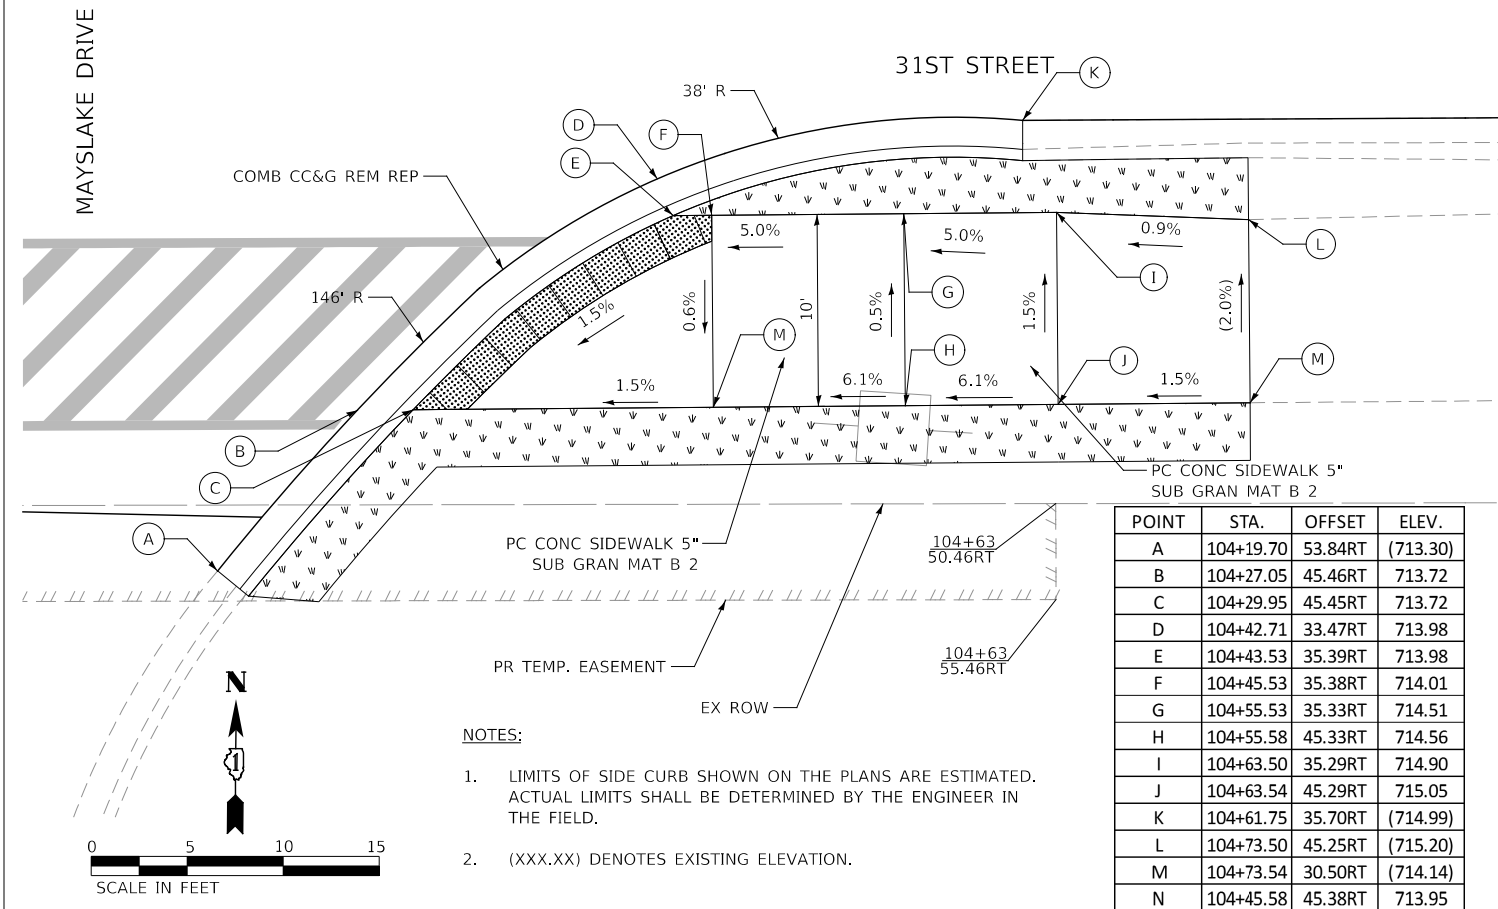 MAYSLAKE DRIVE
31ST STREET
K
38' R
D
F
E
COMB CC&G REM REP
5.0%
5.0%
0.9%
L
I
G
146' R
1.5%
0.6%
10'
0.5%
1.5%
(2.0%)
M
H
J
M
1.5%
6.1%
6.1%
1.5%
B
C
A
PC CONC SIDEWALK 5"
SUB GRAN MAT B 2
PC CONC SIDEWALK 5"
SUB GRAN MAT B 2
104+63
50.46RT
104+63
55.46RT
PR TEMP. EASEMENT
EX ROW
N
1
0 5 10 15
SCALE IN FEET
NOTES:
1. LIMITS OF SIDE CURB SHOWN ON THE PLANS ARE ESTIMATED.
ACTUAL LIMITS SHALL BE DETERMINED BY THE ENGINEER IN
THE FIELD.
2. (XXX.XX) DENOTES EXISTING ELEVATION.
POINT STA. OFFSET ELEV.
A 104+19.70 53.84RT (713.30)
B 104+27.05 45.46RT 713.72
C 104+29.95 45.45RT 713.72
D 104+42.71 33.47RT 713.98
E 104+43.53 35.39RT 713.98
F 104+45.53 35.38RT 714.01
G 104+55.53 35.33RT 714.51
H 104+55.58 45.33RT 714.56
I 104+63.50 35.29RT 714.90
J 104+63.54 45.29RT 715.05
K 104+61.75 35.70RT (714.99)
L 104+73.50 45.25RT (715.20)
M 104+73.54 30.50RT (714.14)
N 104+45.58 45.38RT 713.95